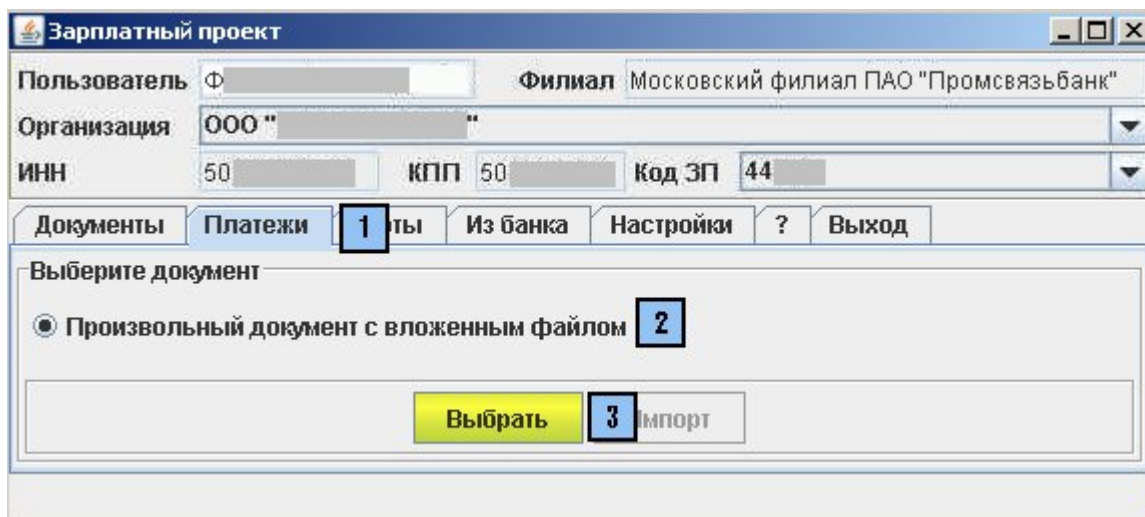 Зарплатный проект
Пользователь Ф Филиал Московский филиал ПАО "Промсвязьбанк"
Организация ООО " "
ИНН 50 КПП 50 Код ЗП 44
Документы Платежи 1 ты Из банка Настройки ? Выход
Выберите документ
Произвольный документ с вложенным файлом 2
Выбрать 3 Импорт